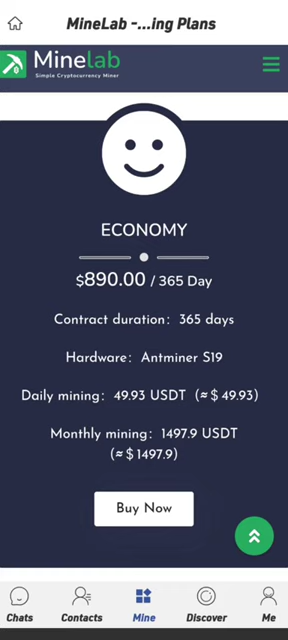 MineLab -...ing Plans
Minelab
Simple Cryptocurrency Miner
ECONOMY
$890.00 / 365 Day
Contract duration: 365 days
Hardware: Antminer S19
Daily mining: 49.93 USDT (≈$49.93)
Monthly mining: 1497.9 USDT
(≈$1497.9)
Buy Now
Chats Contacts Mine Discover Me